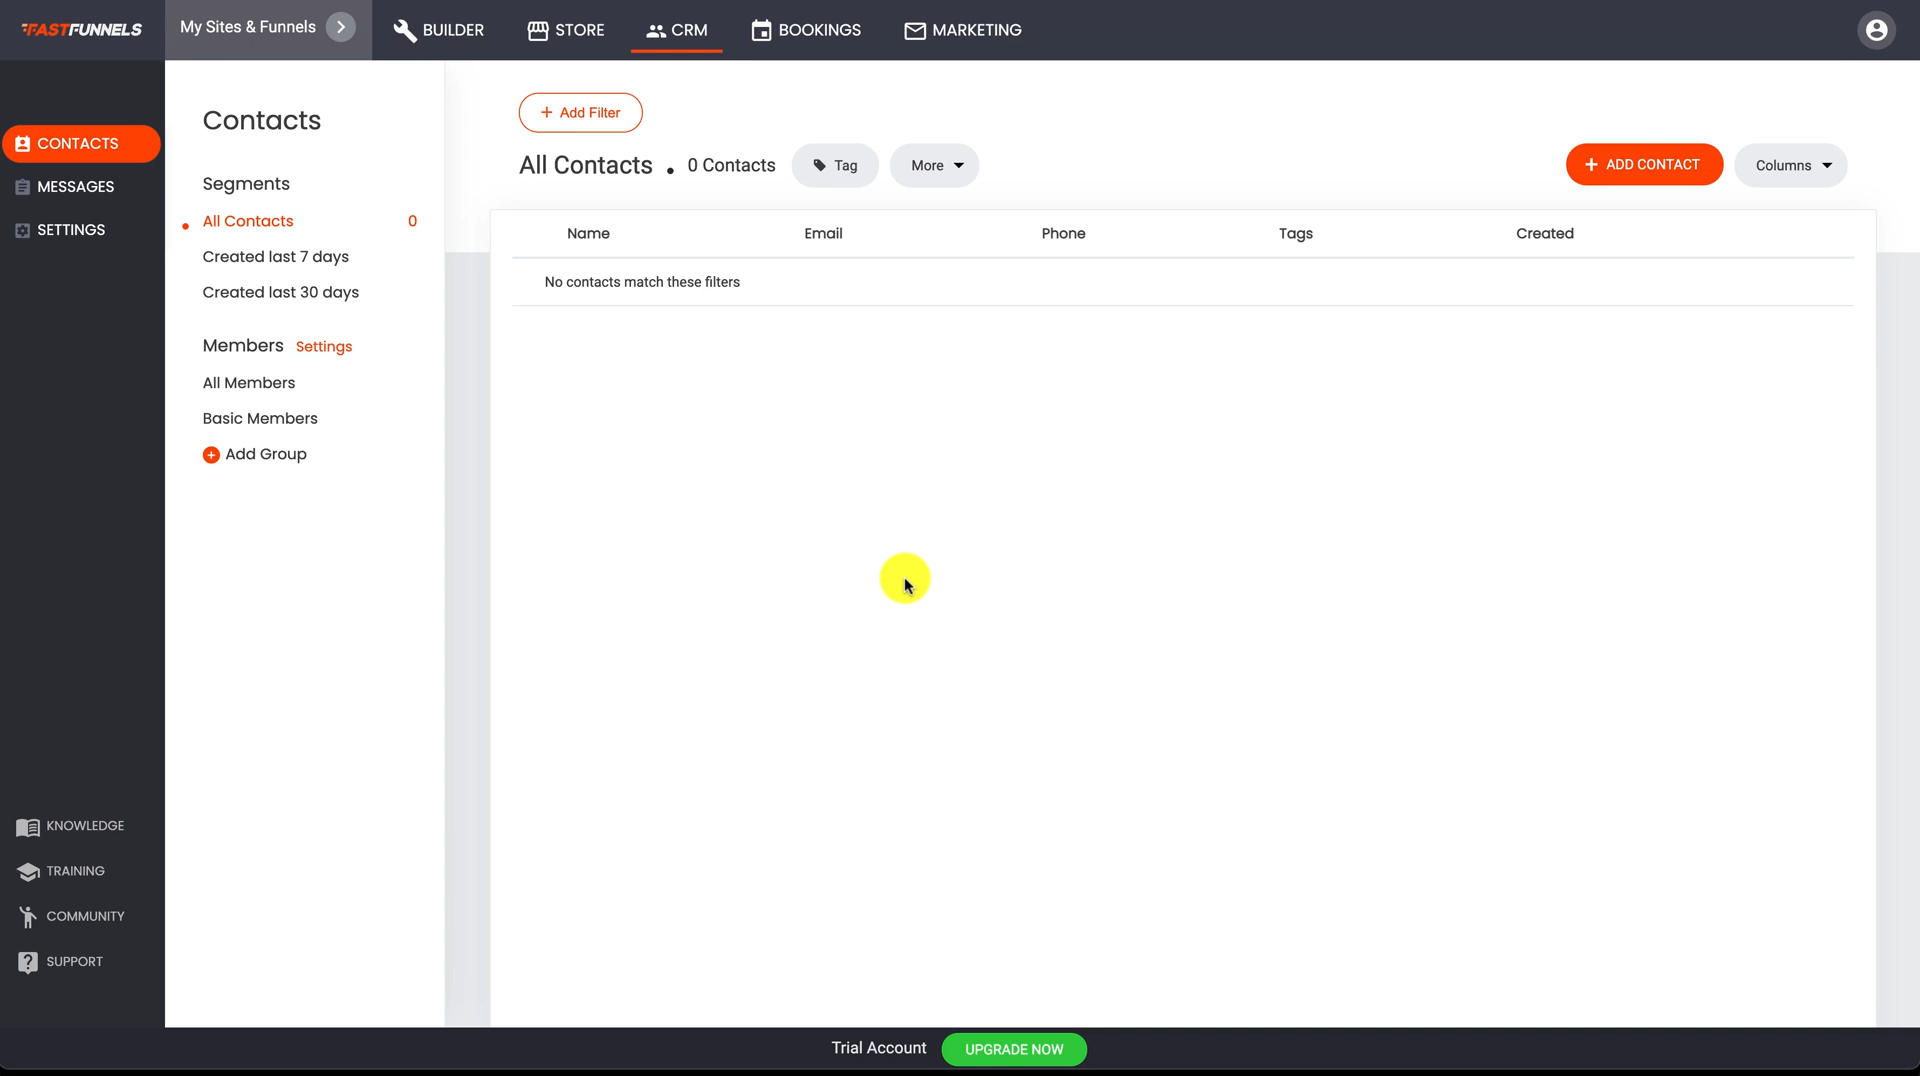 FASTFUNNELS
My Sites & Funnels
BUILDER
STORE
CRM
BOOKINGS
MARKETING
CONTACTS
MESSAGES
SETTINGS
KNOWLEDGE
TRAINING
COMMUNITY
SUPPORT
Contacts
Segments
All Contacts 0
Created last 7 days
Created last 30 days
Members Settings
All Members
Basic Members
Add Group
+ Add Filter
All Contacts . 0 Contacts Tag More
+ ADD CONTACT Columns
Name Email Phone Tags Created
No contacts match these filters
Trial Account UPGRADE NOW